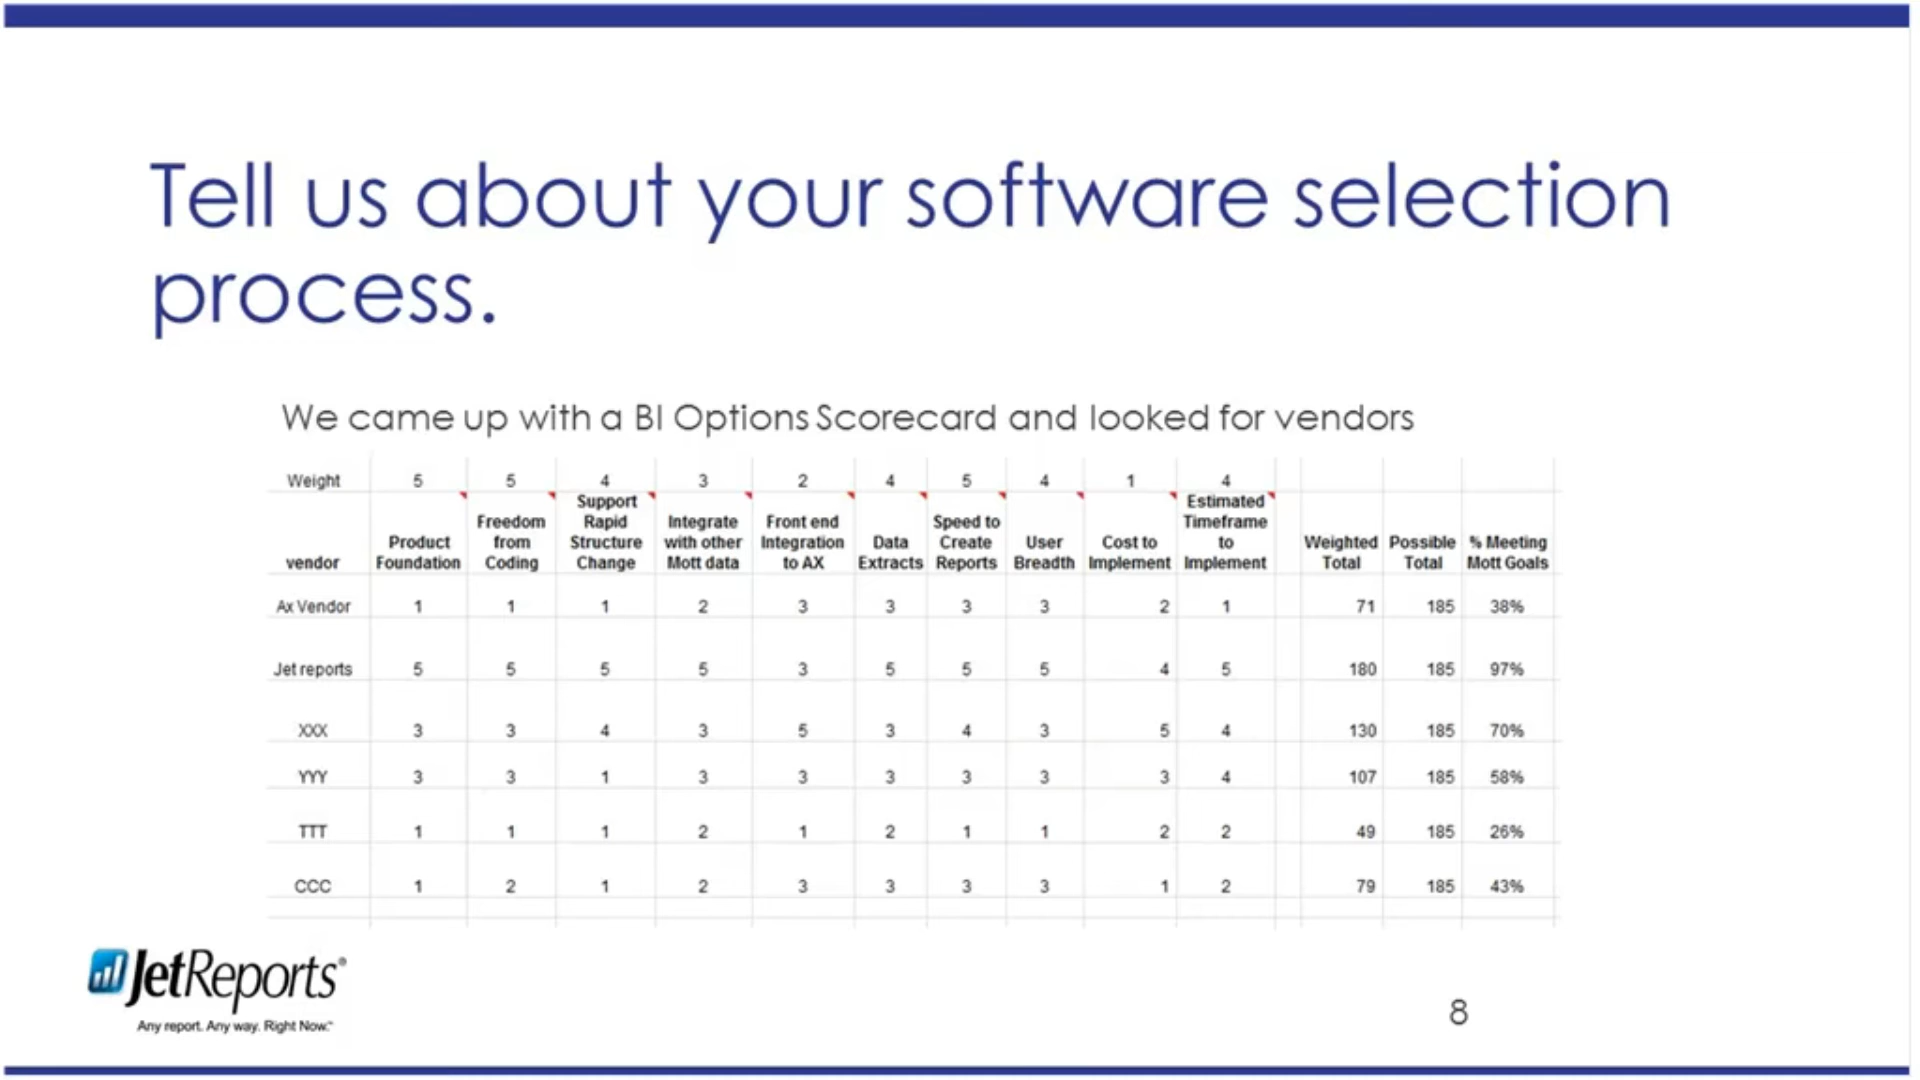 Tell us about your software selection
process.
We came up with a BI Options Scorecard and looked for vendors
Weight 5 5 4 3 2 4 5 4 1 4
vendor Product Foundation Freedom from Coding Support Rapid Structure Change Integrate with other Mott data Front end Integration to AX Data Extracts Speed to Create Reports User Breadth Cost to Implement Estimated Timeframe to Implement Weighted Total Possible Total % Meeting Mott Goals
Ax Vendor 1 1 1 2 3 3 3 3 2 1 71 185 38%
Jet reports 5 5 5 5 3 5 5 5 4 5 180 185 97%
XXX 3 3 4 3 5 3 4 3 5 4 130 185 70%
YYY 3 3 1 3 3 3 3 3 3 4 107 185 58%
TTT 1 1 1 2 1 2 1 1 2 2 49 185 26%
CCC 1 2 1 2 3 3 3 3 1 2 79 185 43%
JetReports®
Any report. Any way. Right Now.™
8